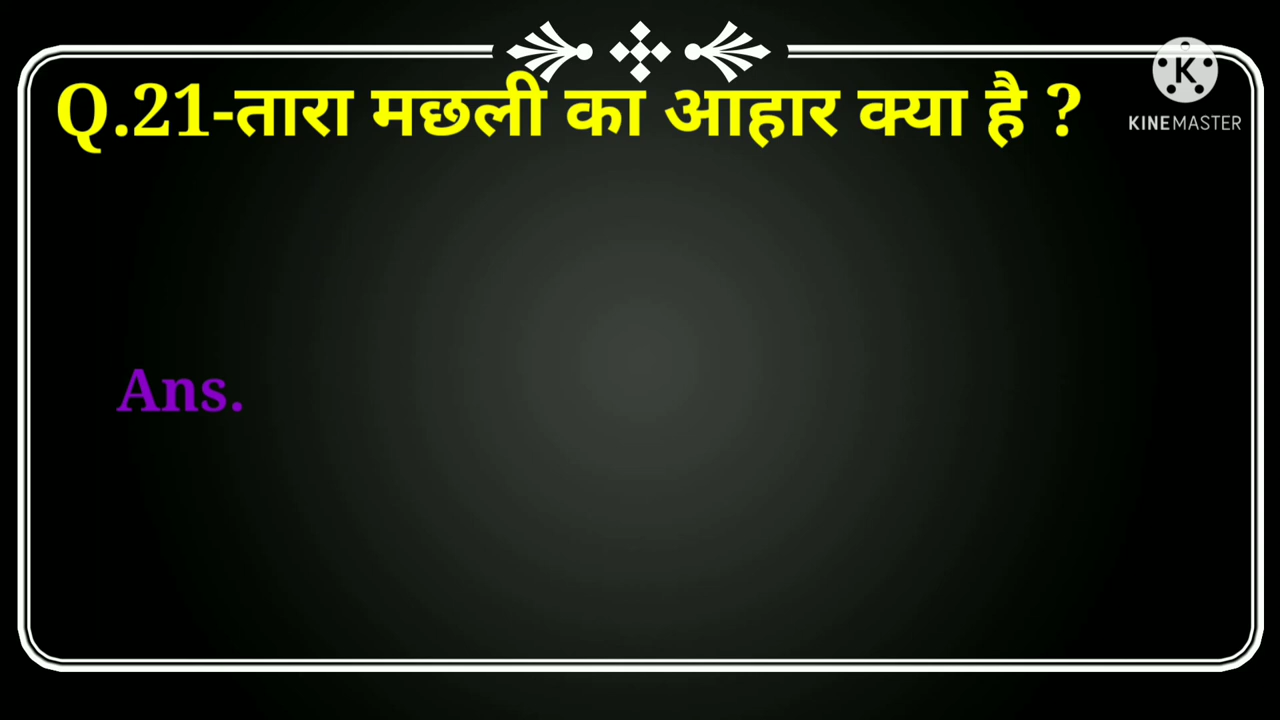 Q.21-तारा मछली का आहार क्या है ?
K
KINEMASTER
Ans.